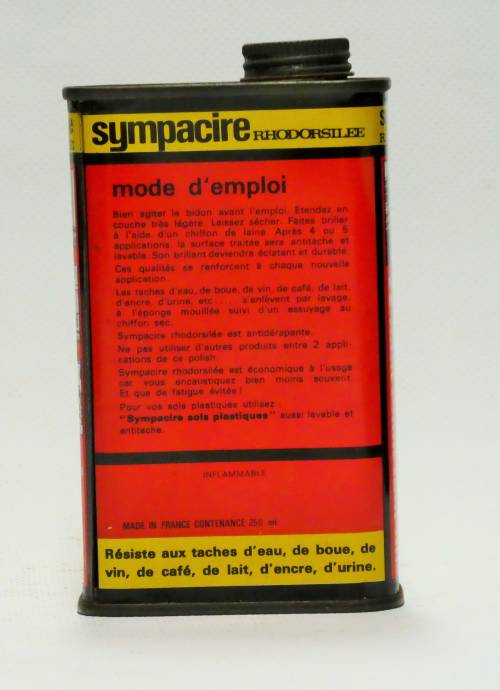 sympacire RHODORSILEE
mode d'emploi
Bien agiter le bidon avant l'emploi. Etendez en
couche très légère. Laissez sécher. Faites briller
à l'aide d'un chiffon de laine. Après 4 ou 5
applications, la surface traitée sera antitache et
lavable. Son brillant deviendra éclatant et durable.
Ces qualités se renforcent à chaque nouvelle
application.
Les taches d'eau, de boue, de vin, de café, de lait,
d'encre, d'urine, etc..... s'enlèvent par lavage,
à l'éponge mouillée suivi d'un essuyage au
chiffon sec.
Sympacire rhodorsilée est antidérapante.
Ne pas utiliser d'autres produits entre 2 appli-
cations de ce polish.
Sympacire rhodorsilée est économique à l'usage
car vous encaustiquez bien moins souvent.
Et que de fatigue évitée !
Pour vos sols plastiques utilisez :
"Sympacire sols plastiques" aussi lavable et
antitache.
INFLAMMABLE
MADE IN FRANCE CONTENANCE 250 ml
Résiste aux taches d'eau, de boue, de
vin, de café, de lait, d'encre, d'urine.